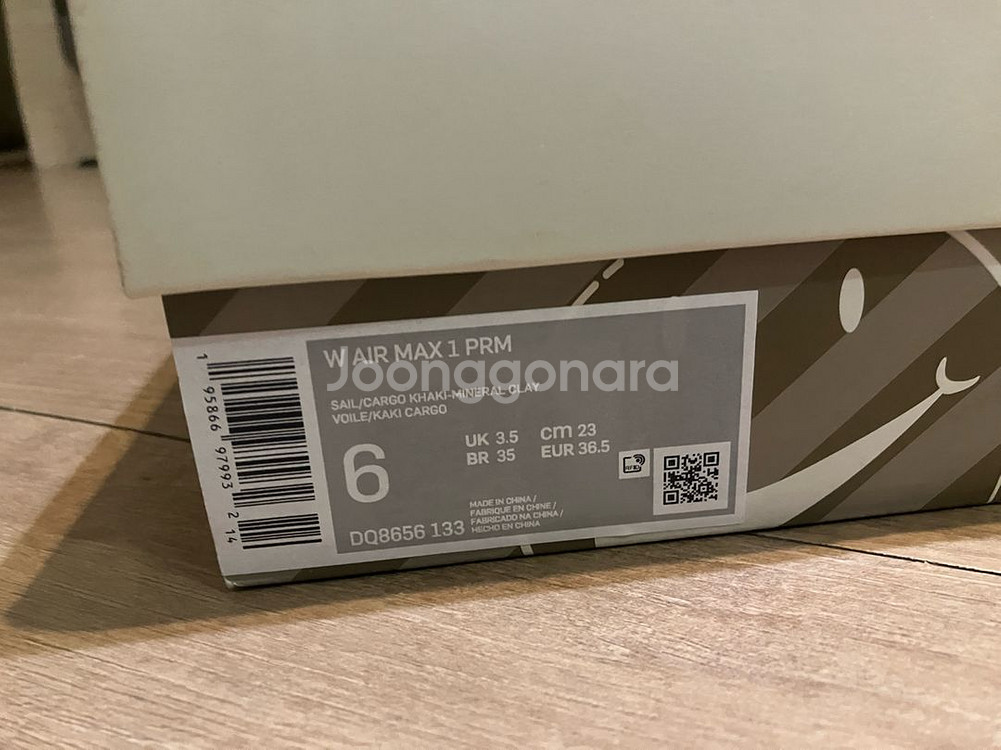 W AIR MAX 1 PRM
Joonggonara
SAIL/CARGO KHAKI-MINERAL CLAY
VOILE/KAKI CARGO
6
UK 3.5 cm 23
BR 35 EUR 36.5
RFID
MADE IN CHINA /
FABRIQUE EN CHINE /
FABRICADO NA CHINA /
HECHO EN CHINA
DQ8656 133
1 95866 97993 2 14